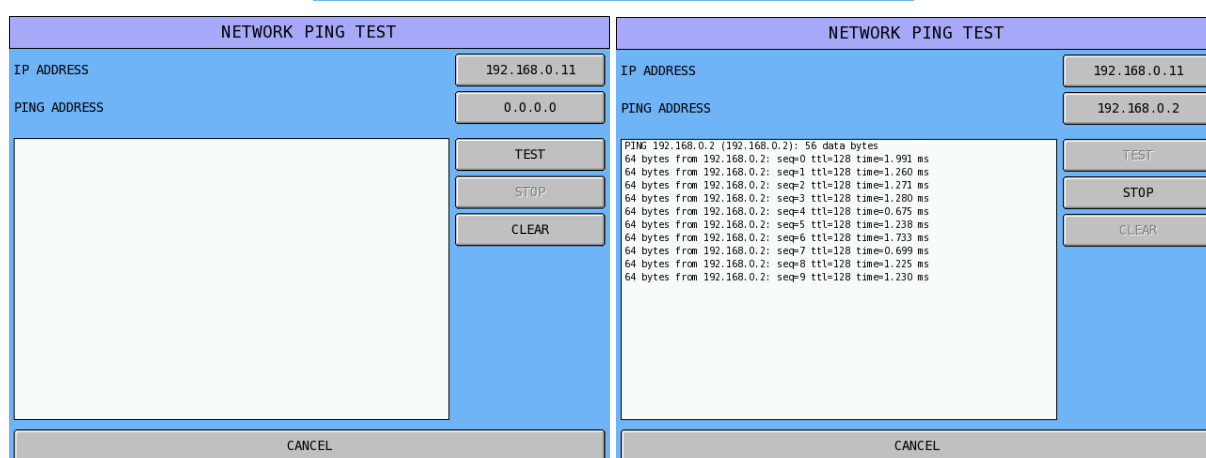 NETWORK PING TEST
IP ADDRESS
192.168.0.11
PING ADDRESS
0.0.0.0
TEST
STOP
CLEAR
CANCEL
NETWORK PING TEST
IP ADDRESS
192.168.0.11
PING ADDRESS
192.168.0.2
PING 192.168.0.2 (192.168.0.2): 56 data bytes
64 bytes from 192.168.0.2: seq=0 ttl=128 time=1.991 ms
64 bytes from 192.168.0.2: seq=1 ttl=128 time=1.260 ms
64 bytes from 192.168.0.2: seq=2 ttl=128 time=1.271 ms
64 bytes from 192.168.0.2: seq=3 ttl=128 time=1.280 ms
64 bytes from 192.168.0.2: seq=4 ttl=128 time=0.675 ms
64 bytes from 192.168.0.2: seq=5 ttl=128 time=1.238 ms
64 bytes from 192.168.0.2: seq=6 ttl=128 time=1.733 ms
64 bytes from 192.168.0.2: seq=7 ttl=128 time=0.699 ms
64 bytes from 192.168.0.2: seq=8 ttl=128 time=1.225 ms
64 bytes from 192.168.0.2: seq=9 ttl=128 time=1.230 ms
TEST
STOP
CLEAR
CANCEL